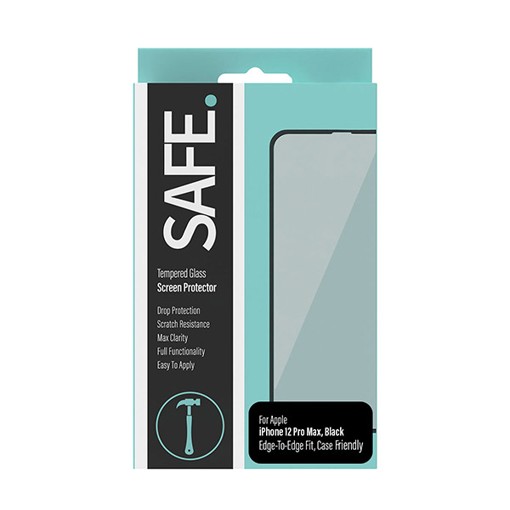 SAFE.
Tempered Glass
Screen Protector
Drop Protection
Scratch Resistance
Max Clarity
Full Functionality
Easy To Apply
For Apple
iPhone 12 Pro Max, Black
Edge-To-Edge Fit, Case Friendly